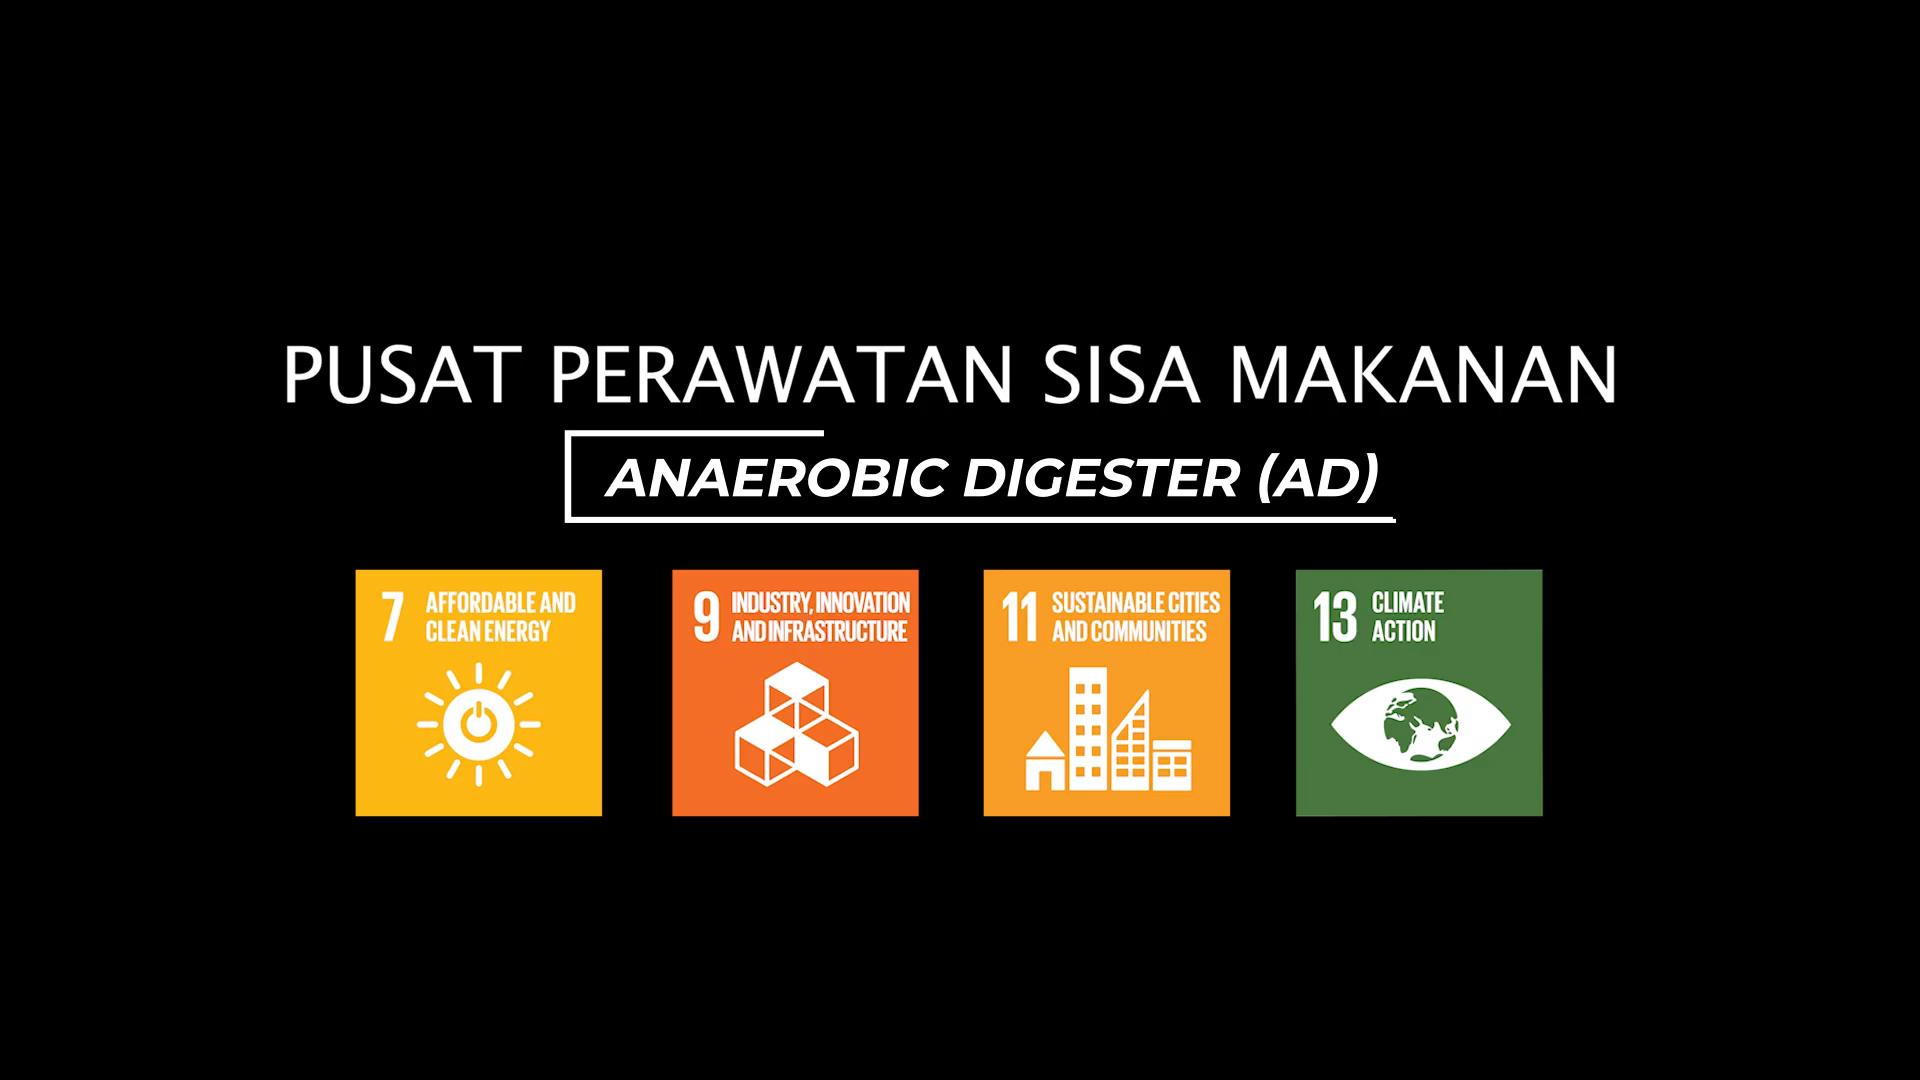 PUSAT PERAWATAN SISA MAKANAN
ANAEROBIC DIGESTER (AD)
7 AFFORDABLE AND
CLEAN ENERGY
9 INDUSTRY, INNOVATION
AND INFRASTRUCTURE
11 SUSTAINABLE CITIES
AND COMMUNITIES
13 CLIMATE
ACTION